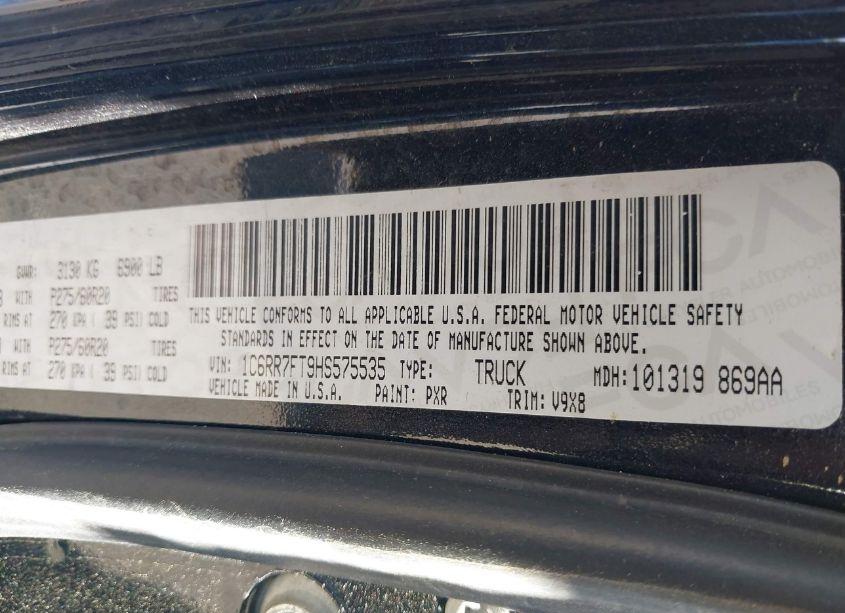 GVWR: 3130 KG 6900 LB
WITH P275/60R20 TIRES
RIMS AT 270 KPA ( 39 PSI) COLD
WITH P275/60R20 TIRES
RIMS AT 270 KPA ( 39 PSI) COLD
THIS VEHICLE CONFORMS TO ALL APPLICABLE U.S.A. FEDERAL MOTOR VEHICLE SAFETY
STANDARDS IN EFFECT ON THE DATE OF MANUFACTURE SHOWN ABOVE.
VIN: 1C6RR7FT9HS575535 TYPE: TRUCK MDH:101319 869AA
VEHICLE MADE IN U.S.A. PAINT: PXR TRIM: V9X8